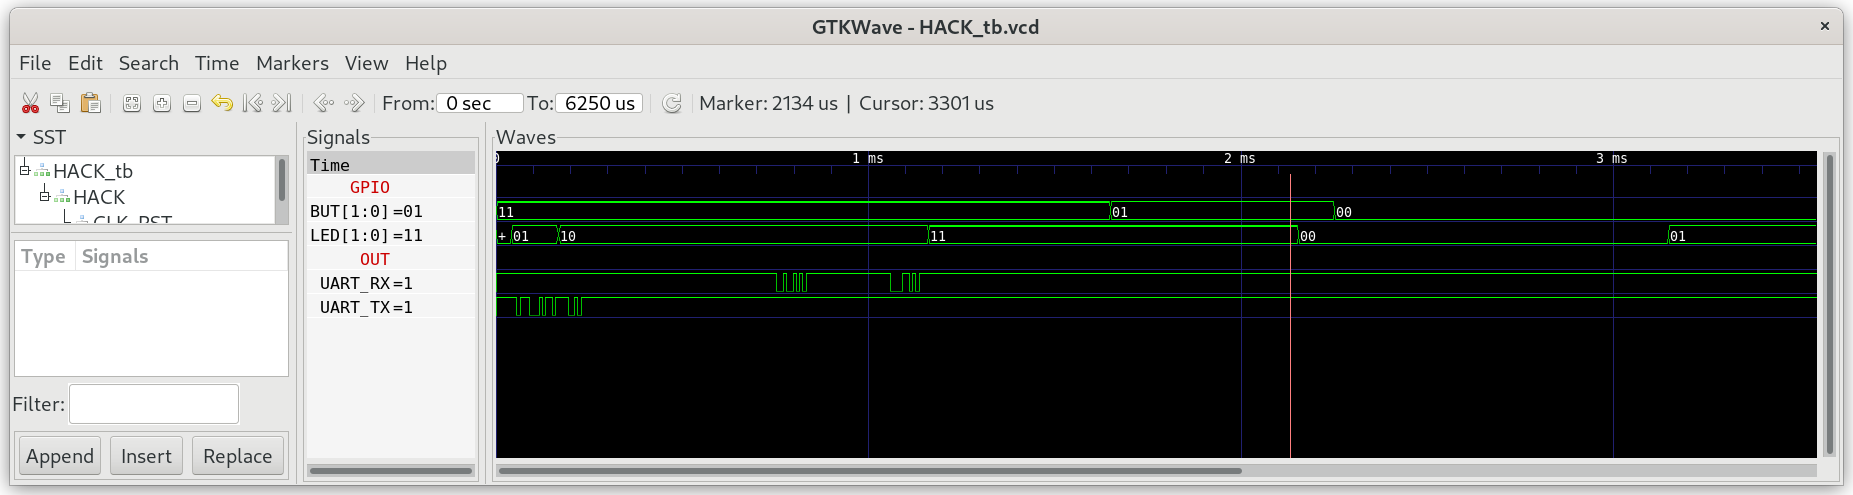 GTKWave - HACK_tb.vcd ×
File Edit Search Time Markers View Help
From: 0 sec To: 6250 us Marker: 2134 us | Cursor: 3301 us
SST
HACK_tb
HACK
CLK_RST
Type Signals
Filter:
Append Insert Replace
Signals
Time
GPIO
BUT[1:0]=01
LED[1:0]=11
OUT
UART_RX=1
UART_TX=1
Waves
0 1 ms 2 ms 3 ms
11 01 00
+ 01 10 11 00 01